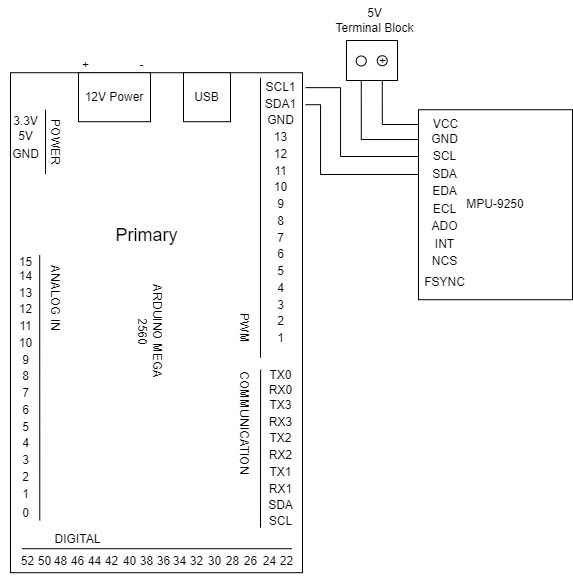 5V
Terminal Block
+
+ -
12V Power
USB
SCL1
SDA1
GND
13
12
11
10
9
8
7
6
5
4
3
2
1
PWM
3.3V
5V
GND
POWER
VCC
GND
SCL
SDA
EDA
ECL
ADO
INT
NCS
FSYNC
MPU-9250
Primary
ARDUINO MEGA
2560
15
14
13
12
11
10
9
8
7
6
5
4
3
2
1
0
ANALOG IN
TX0
RX0
TX3
RX3
TX2
RX2
TX1
RX1
SDA
SCL
COMMUNICATION
DIGITAL
52 50 48 46 44 42 40 38 36 34 32 30 28 26 24 22